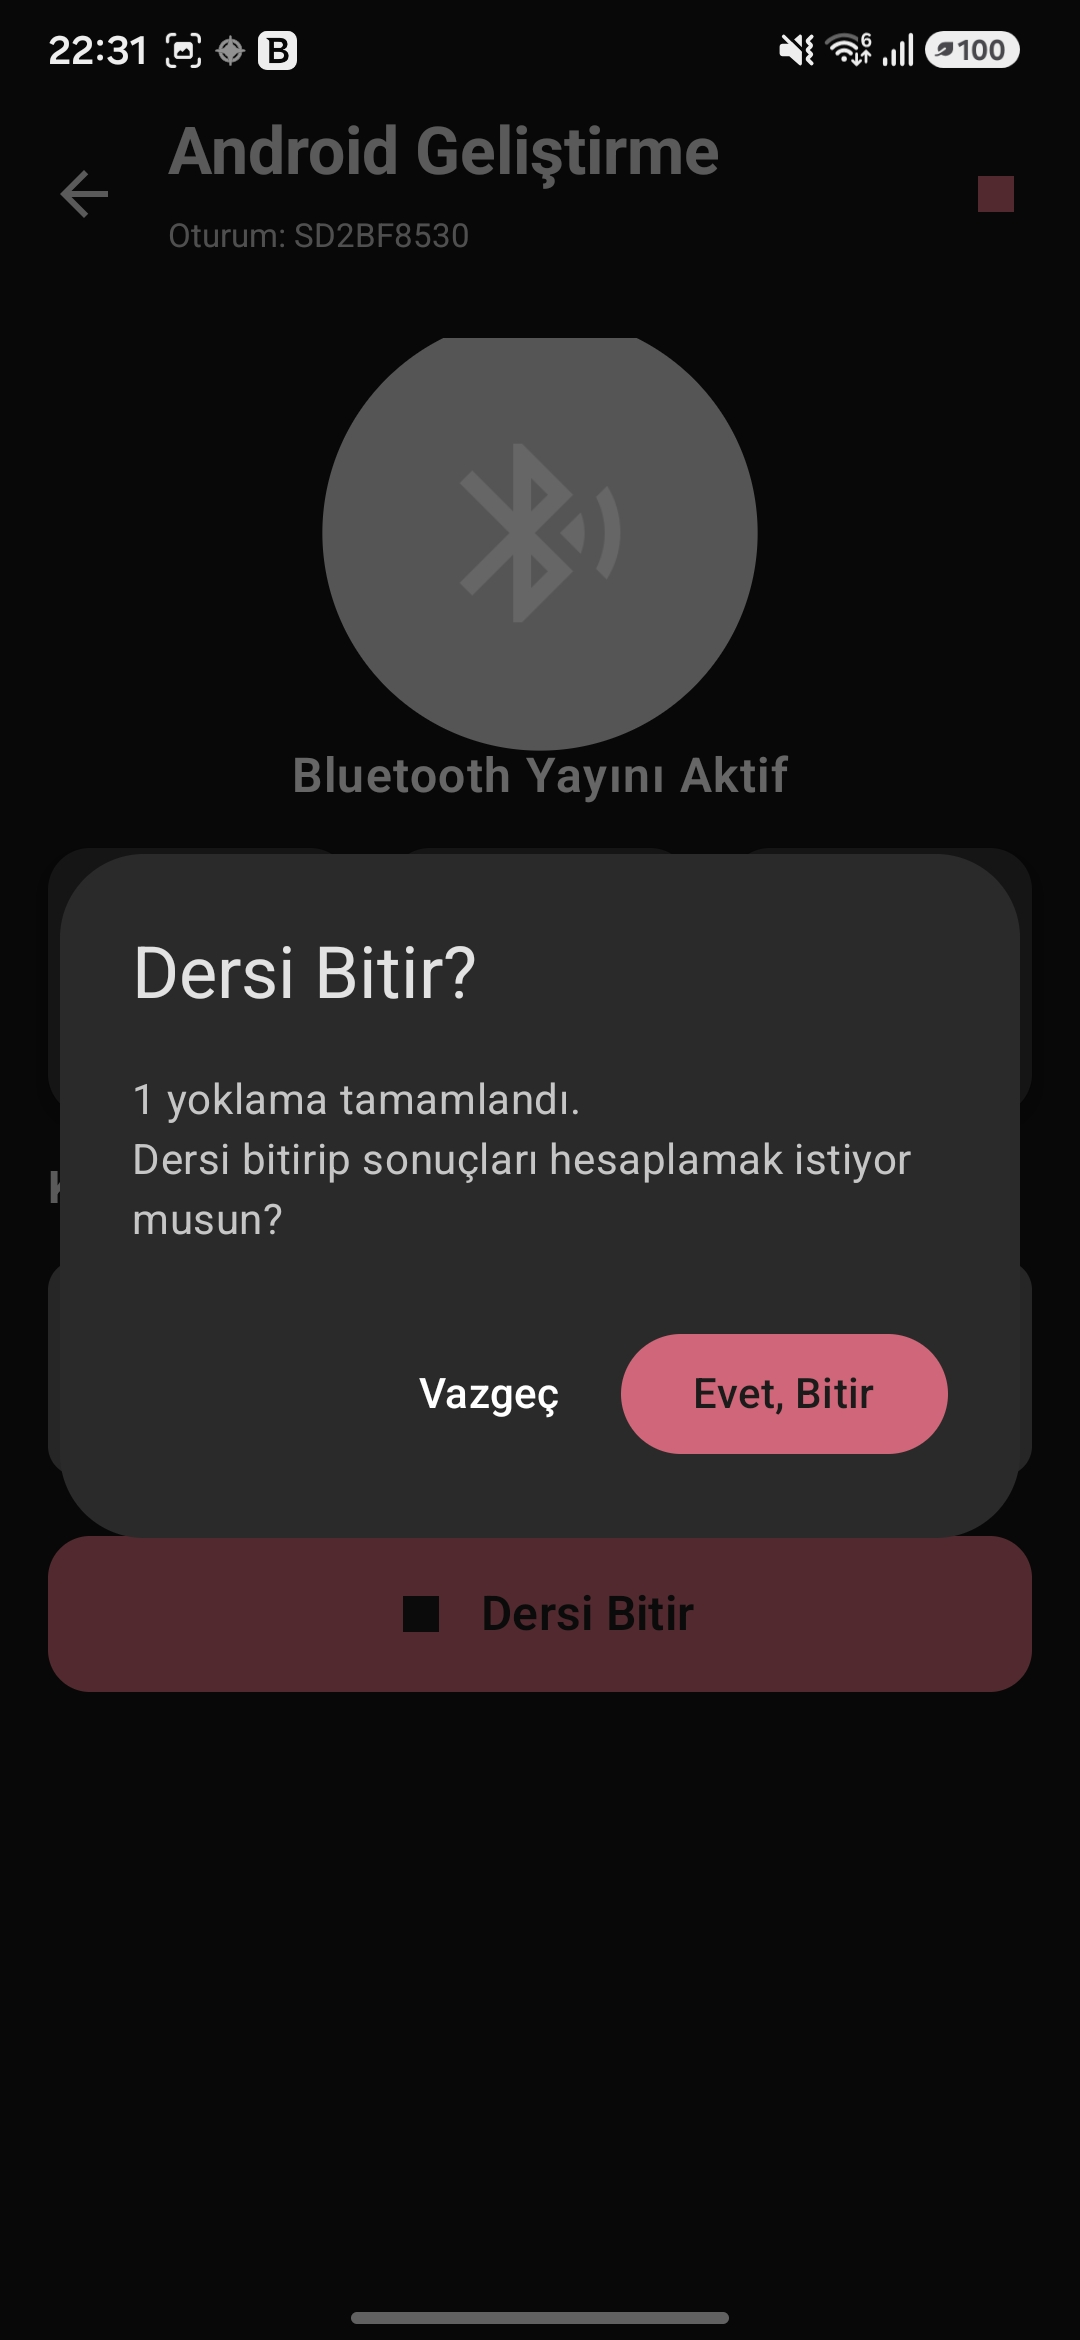 22:31
B
6
100
Android Geliştirme
Oturum: SD2BF8530
Bluetooth Yayını Aktif
Dersi Bitir?
1 yoklama tamamlandı.
Dersi bitirip sonuçları hesaplamak istiyor
musun?
Vazgeç
Evet, Bitir
Dersi Bitir